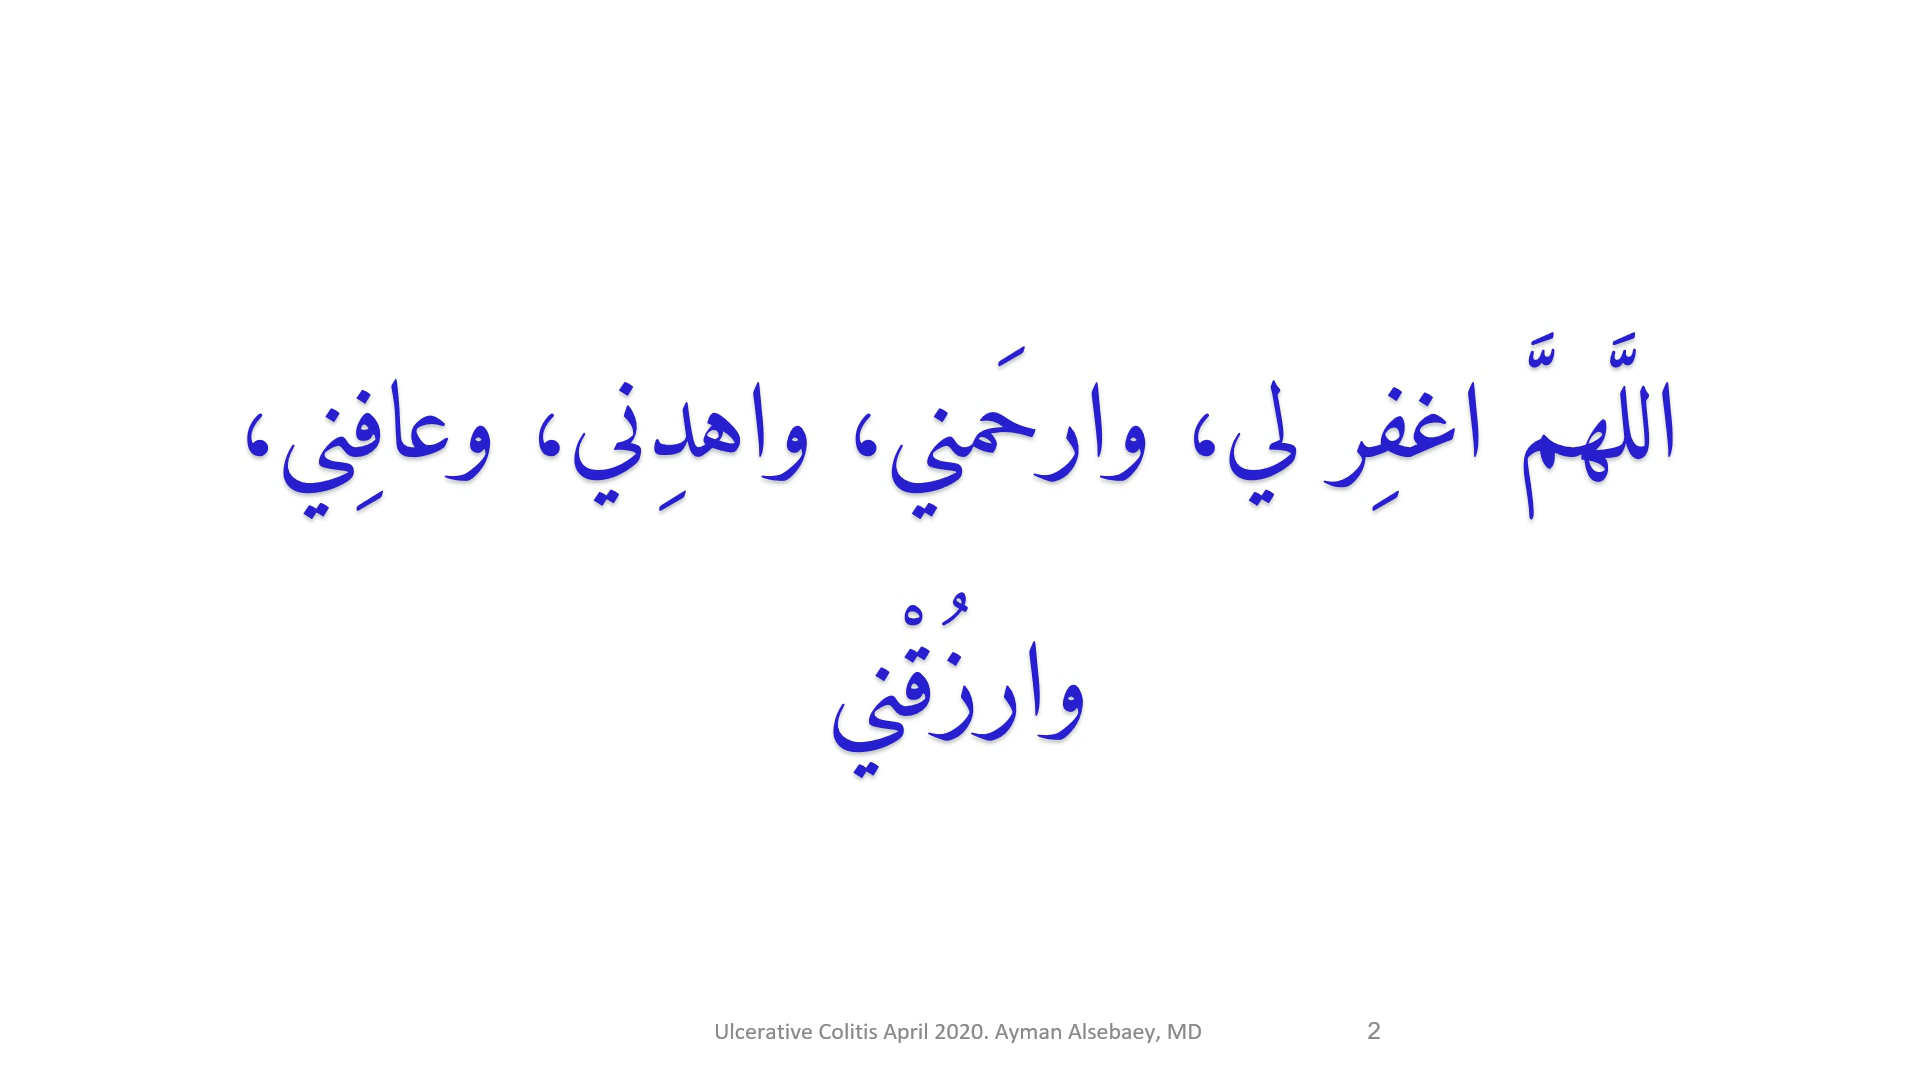 اللَّهمَّ اغفِر لي، وارحَمني، واهدِني، وعافِني،
وارزُقْني
Ulcerative Colitis April 2020. Ayman Alsebaey, MD
2